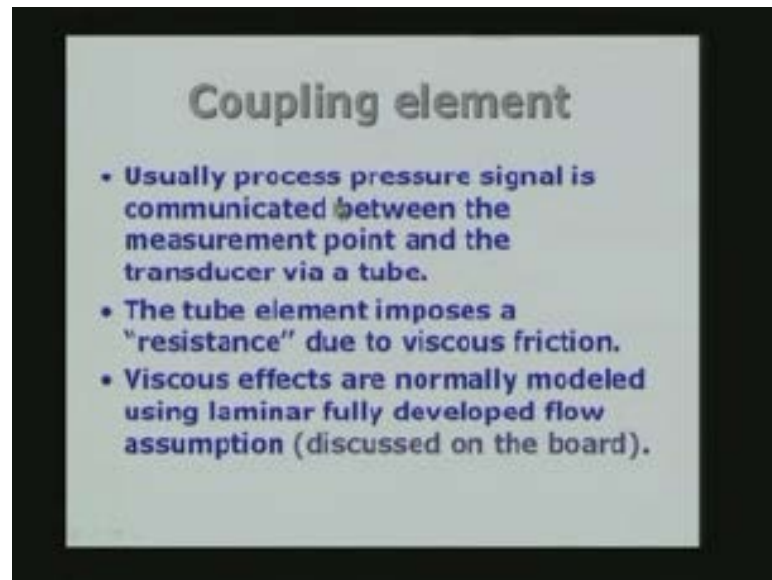 Coupling element
• Usually process pressure signal is
communicated between the
measurement point and the
transducer via a tube.
• The tube element imposes a
"resistance" due to viscous friction.
• Viscous effects are normally modeled
using laminar fully developed flow
assumption (discussed on the board).